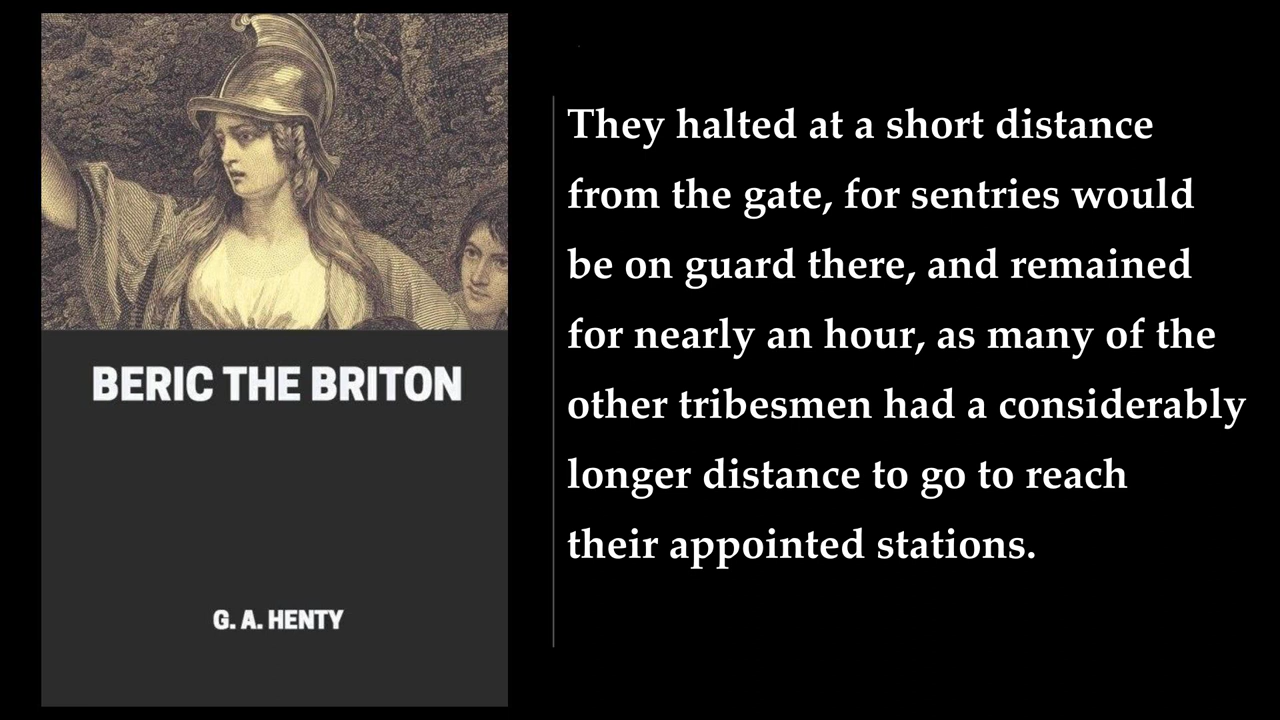 BERIC THE BRITON
G. A. HENTY
They halted at a short distance
from the gate, for sentries would
be on guard there, and remained
for nearly an hour, as many of the
other tribesmen had a considerably
longer distance to go to reach
their appointed stations.